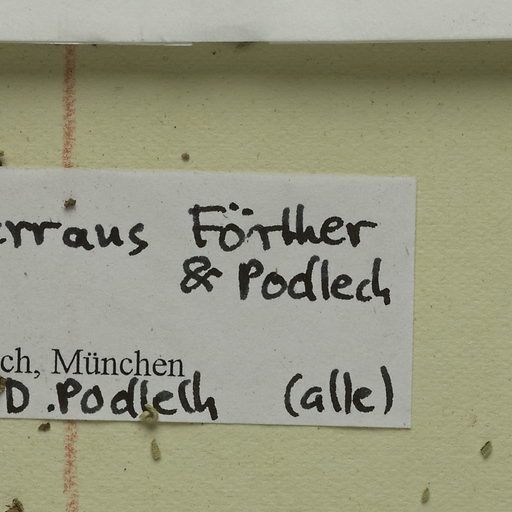 erraus Förther
& Podlech
ch, München
D. Podlech (alle)